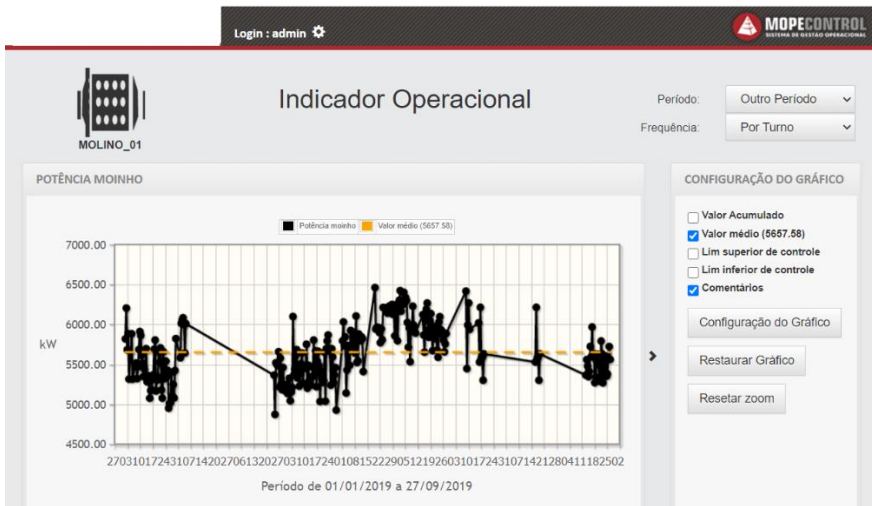 Login : admin
MOPECONTROL
SISTEMA DE GESTÃO OPERACIONAL
MOLINO_01
Indicador Operacional
Período: Outro Período
Frequência: Por Turno
POTÊNCIA MOINHO
CONFIGURAÇÃO DO GRÁFICO
Potência moinho Valor médio (5657.58)
7000.00
6500.00
6000.00
kW
5500.00
5000.00
4500.00
Período de 01/01/2019 a 27/09/2019
Valor Acumulado
Valor médio (5657.58)
Lim superior de controle
Lim inferior de controle
Comentários
Configuração do Gráfico
Restaurar Gráfico
Resetar zoom